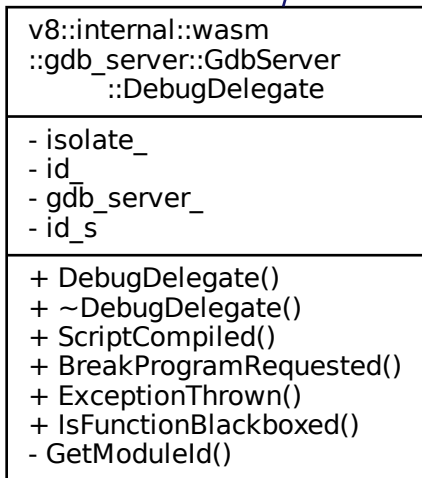 v8::internal::wasm
::gdb_server::GdbServer
::DebugDelegate
- isolate_
- id_
- gdb_server_
- id_s
+ DebugDelegate()
+ ~DebugDelegate()
+ ScriptCompiled()
+ BreakProgramRequested()
+ ExceptionThrown()
+ IsFunctionBlackboxed()
- GetModuleId()